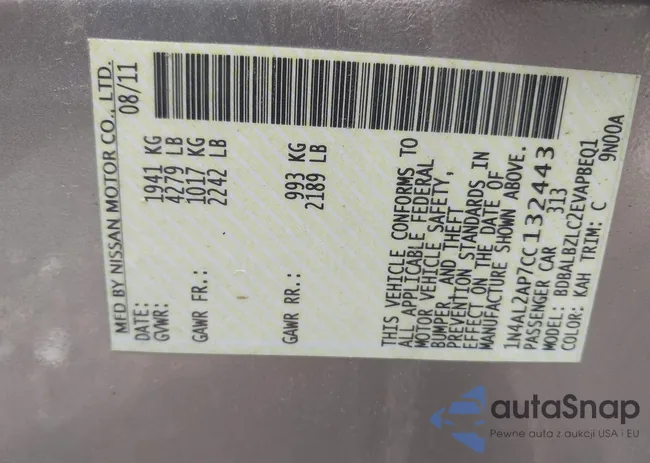 MFD BY NISSAN MOTOR CO., LTD.
DATE: 08/11
GVWR: 1941 KG
4279 LB
GAWR FR.: 1017 KG
2242 LB
GAWR RR.: 993 KG
2189 LB
THIS VEHICLE CONFORMS TO
ALL APPLICABLE FEDERAL
MOTOR VEHICLE SAFETY,
BUMPER, AND THEFT
PREVENTION STANDARDS IN
EFFECT ON THE DATE OF
MANUFACTURE SHOWN ABOVE.
1N4AL2AP7CC132443
PASSENGER CAR 313
MODEL: BDBALBZLC2EVAPBEQ1
COLOR: KAH TRIM: C 9N00A
autaSnap
Pewne auta z aukcji USA i EU